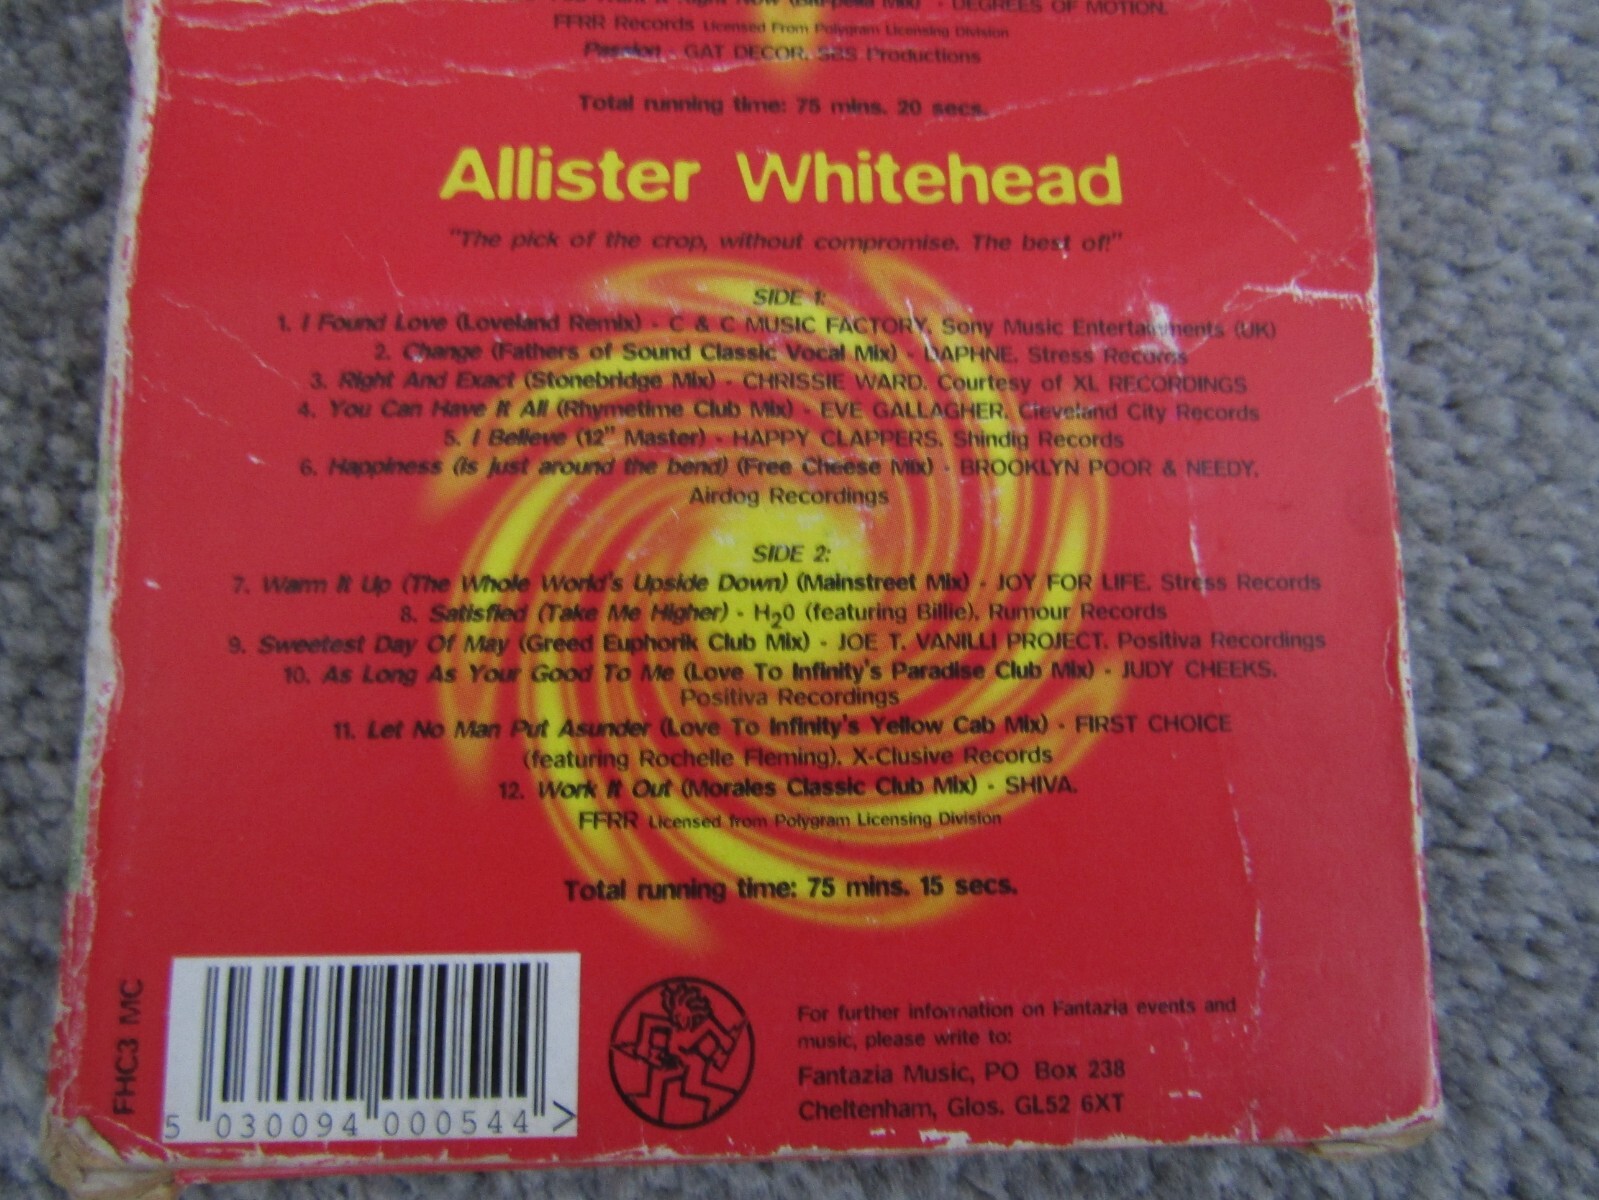 Want It Right Now Mix) - DEGREES OF MOTION.
FFRR Records Licensed From Polygram Licensing Division
Passion - GAT DECOR. SBS Productions
Total running time: 75 mins. 20 secs.
Allister Whitehead
"The pick of the crop, without compromise. The best of!"
SIDE 1:
1. I Found Love (Loveland Remix) - C & C MUSIC FACTORY. Sony Music Entertainments (UK)
2. Change (Fathers of Sound Classic Vocal Mix) - DAPHNE. Stress Records
3. Right And Exact (Stonebridge Mix) - CHRISSIE WARD. Courtesy of XL RECORDINGS
4. You Can Have It All (Rhymetime Club Mix) - EVE GALLAGHER. Cleveland City Records
5. I Believe (12" Master) - HAPPY CLAPPERS. Shindig Records
6. Happiness (is just around the bend) (Free Cheese Mix) - BROOKLYN POOR & NEEDY.
Airdog Recordings
SIDE 2:
7. Warm It Up (The Whole World's Upside Down) (Mainstreet Mix) - JOY FOR LIFE. Stress Records
8. Satisfied (Take Me Higher) - H20 (featuring Billie). Rumour Records
9. Sweetest Day Of May (Greed Euphorik Club Mix) - JOE T. VANILLI PROJECT. Positiva Recordings
10. As Long As Your Good To Me (Love To Infinity's Paradise Club Mix) - JUDY CHEEKS.
Positiva Recordings
11. Let No Man Put Asunder (Love To Infinity's Yellow Cab Mix) - FIRST CHOICE
(featuring Rochelle Fleming). X-Clusive Records
12. Work It Out (Morales Classic Club Mix) - SHIVA.
FFRR Licensed from Polygram Licensing Division
Total running time: 75 mins. 15 secs.
FHC3 MC
5 030094 000544 >
For further information on Fantazia events and
music, please write to:
Fantazia Music, PO Box 238
Cheltenham, Glos. GL52 6XT